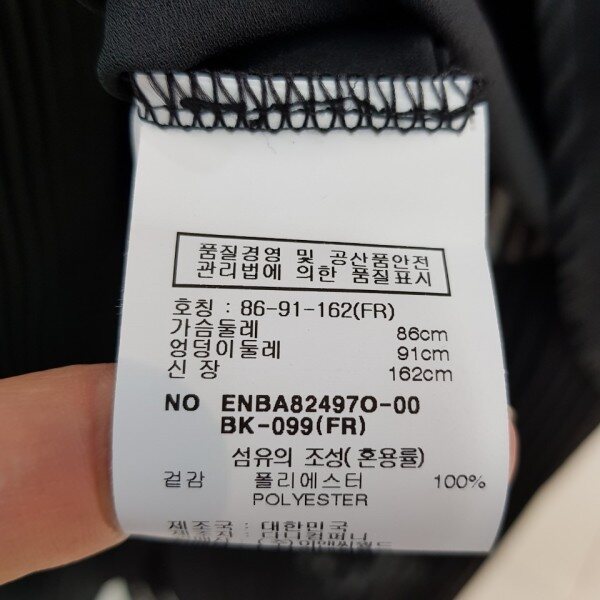 품질경영 및 공산품안전
관리법에 의한 품질표시
호칭 : 86-91-162(FR)
가슴둘레 86cm
엉덩이둘레 91cm
신 장 162cm
NO ENBA82497O-00
BK-099(FR)
섬유의 조성( 혼용률)
겉감 폴리에스터 100%
POLYESTER
제조국 : 대한민국